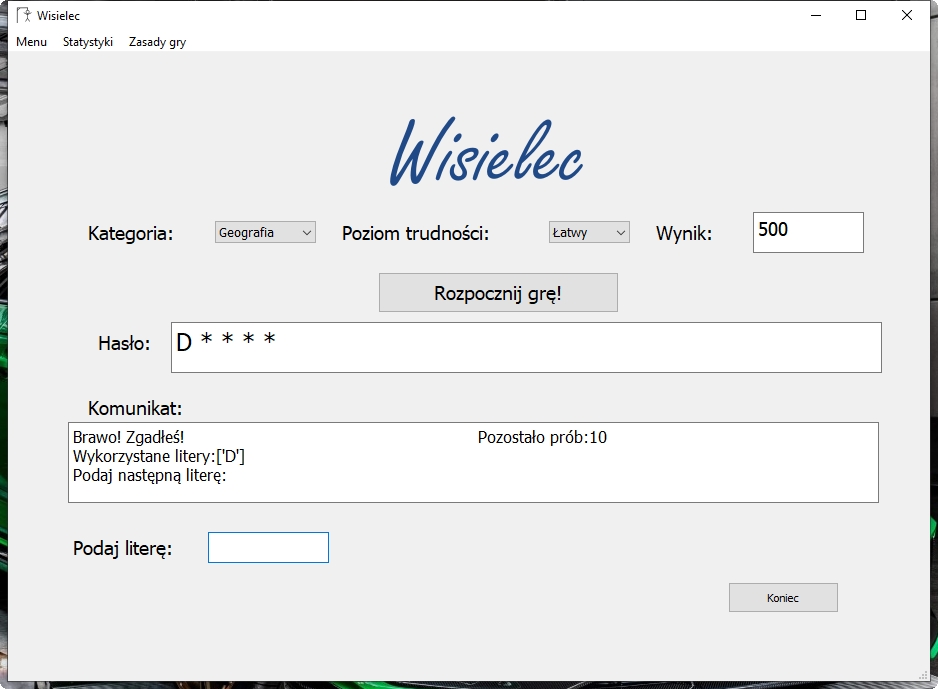 Wisielec
Menu Statystyki Zasady gry
Wisielec
Kategoria: Geografia Poziom trudności: Łatwy Wynik: 500
Rozpocznij grę!
Hasło: D * * * *
Komunikat:
Brawo! Zgadłeś! Pozostało prób:10
Wykorzystane litery:['D']
Podaj następną literę:
Podaj literę:
Koniec